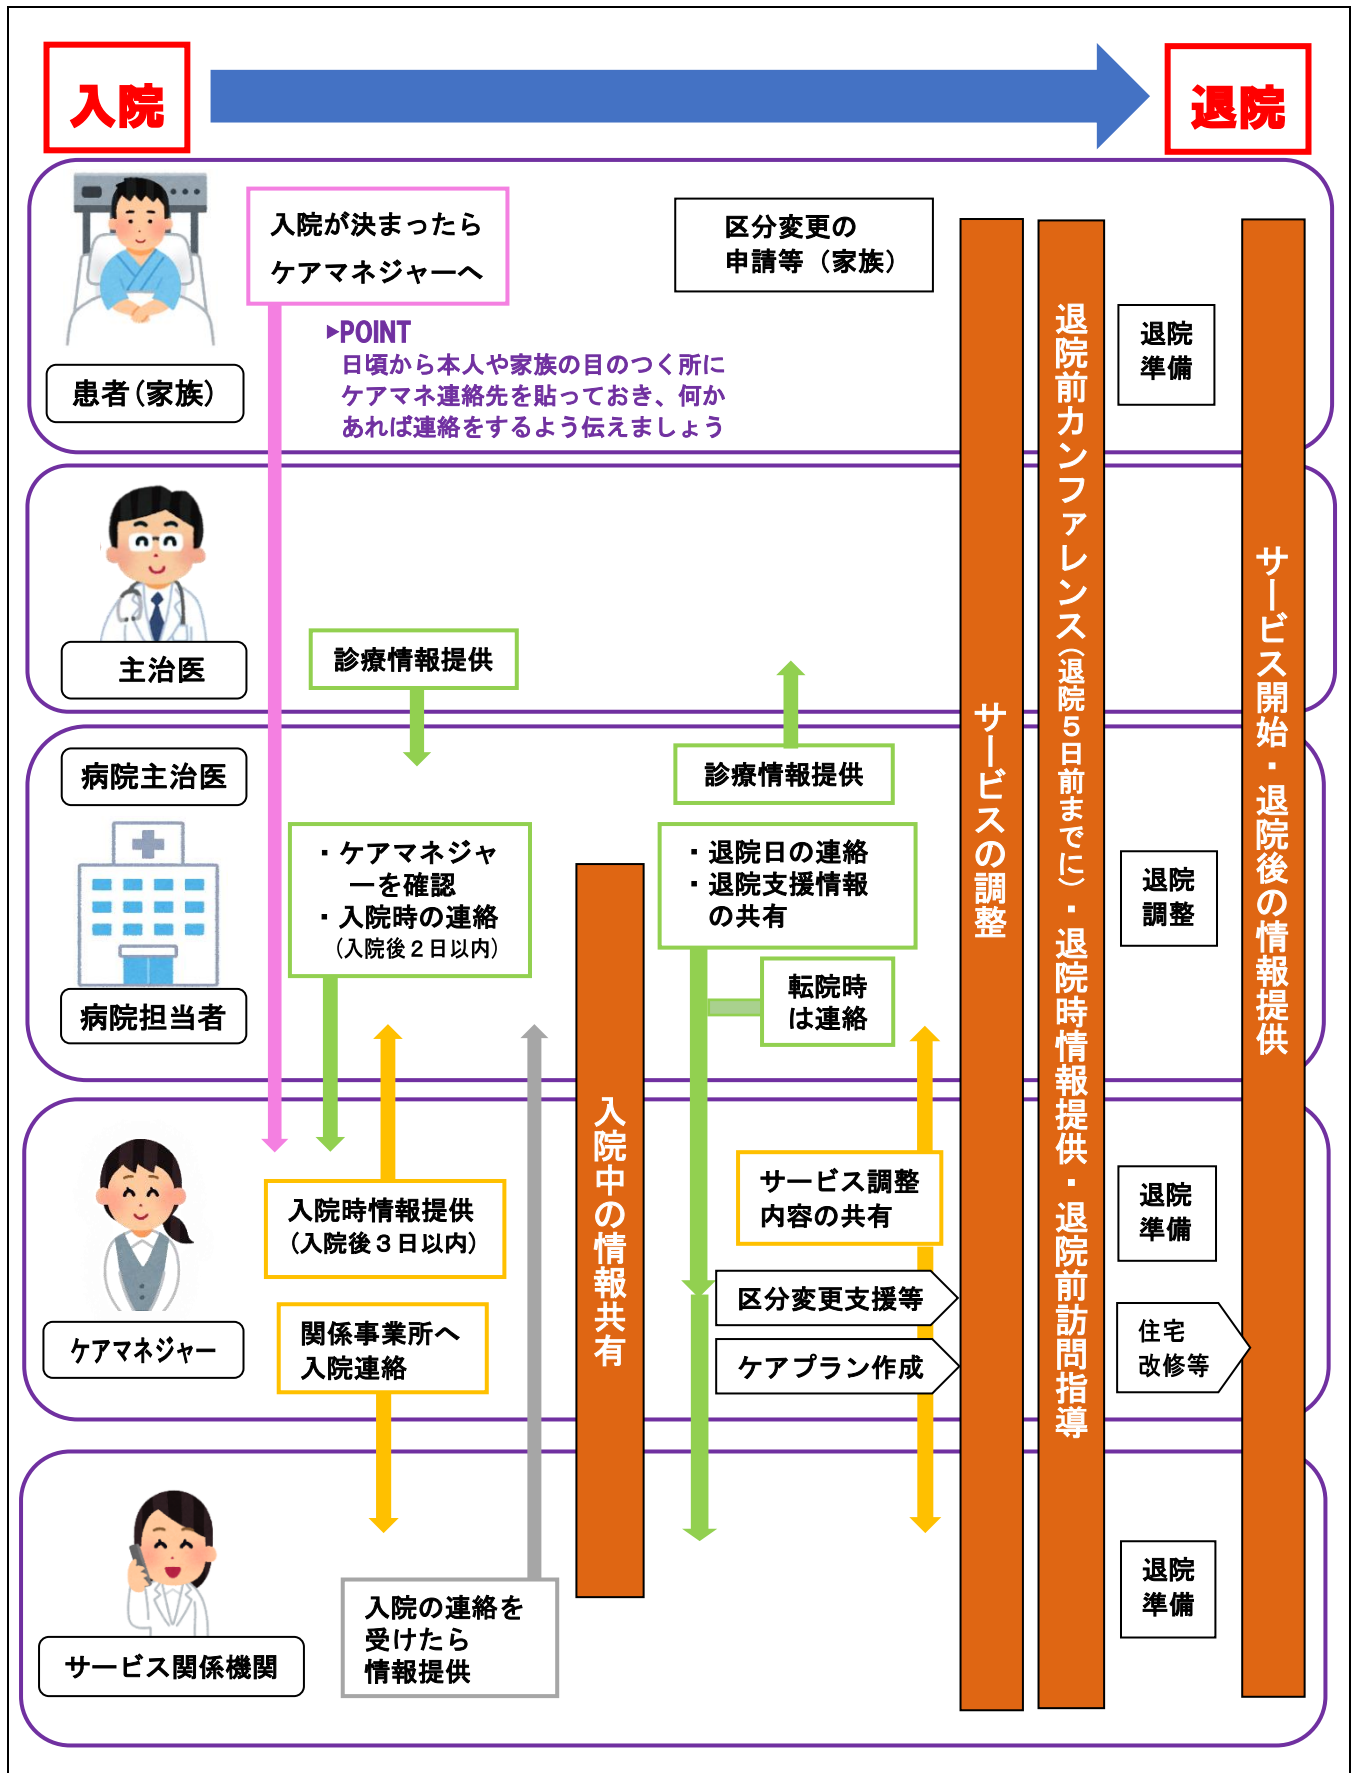 入院
退院
入院が決まったら
ケアマネジャーへ
区分変更の
申請等（家族）
▶POINT
日頃から本人や家族の目のつく所に
ケアマネ連絡先を貼っておき、何か
あれば連絡をするよう伝えましょう
患者（家族）
退院
準備
主治医
診療情報提供
病院主治医
診療情報提供
・ケアマネジャ
ーを確認
・入院時の連絡
（入院後２日以内）
・退院日の連絡
・退院支援情報
の共有
転院時
は連絡
病院担当者
退院
調整
入院時情報提供
（入院後３日以内）
関係事業所へ
入院連絡
ケアマネジャー
サービス調整
内容の共有
区分変更支援等
ケアプラン作成
退院
準備
住宅
改修等
入院の連絡を
受けたら
情報提供
サービス関係機関
退院
準備
入院中の情報共有
サービスの調整
退院前カンファレンス（退院５日前までに）・退院時情報提供・退院前訪問指導
サービス開始・退院後の情報提供